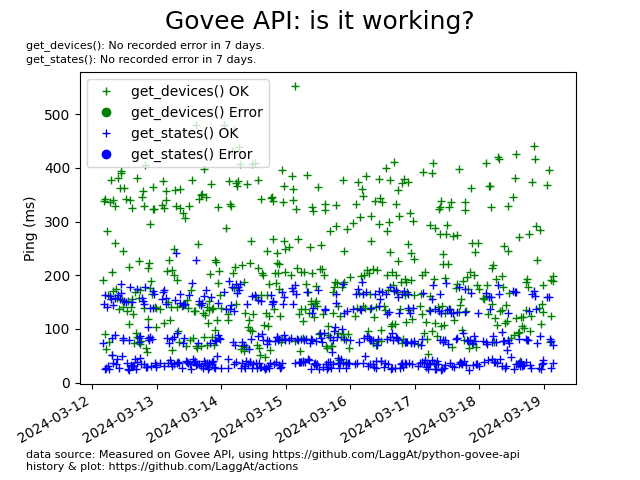 Govee API: is it working?
get_devices(): No recorded error in 7 days.
get_states(): No recorded error in 7 days.
get_devices() OK
get_devices() Error
get_states() OK
get_states() Error
Ping (ms)
500
400
300
200
100
0
2024-03-12
2024-03-13
2024-03-14
2024-03-15
2024-03-16
2024-03-17
2024-03-18
2024-03-19
data source: Measured on Govee API, using https://github.com/LaggAt/python-govee-api
history & plot: https://github.com/LaggAt/actions